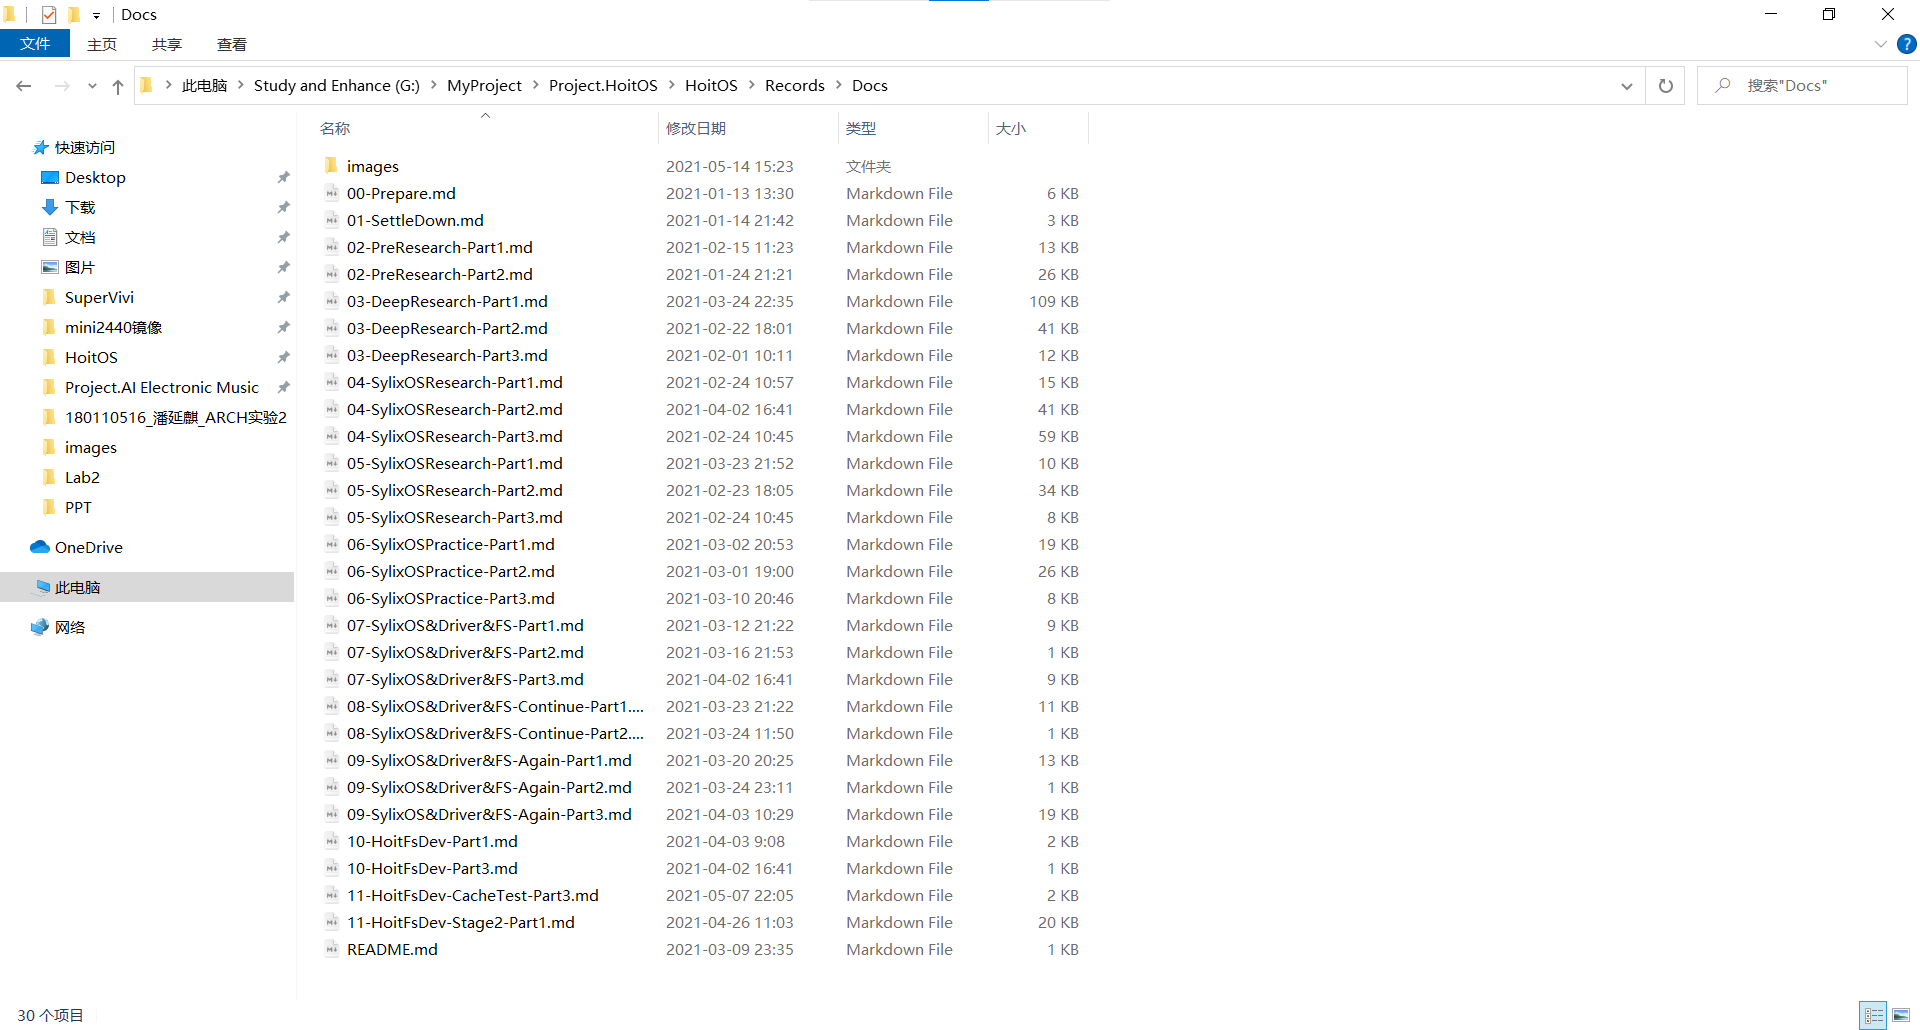 Docs
文件 主页 共享 查看
此电脑 Study and Enhance (G:) MyProject Project.HoitOS HoitOS Records Docs 搜索"Docs"
快速访问
Desktop
下载
文档
图片
SuperVivi
mini2440镜像
HoitOS
Project.AI Electronic Music
180110516_潘延麒_ARCH实验2
images
Lab2
PPT
OneDrive
此电脑
网络
名称 修改日期 类型 大小
images 2021-05-14 15:23 文件夹
00-Prepare.md 2021-01-13 13:30 Markdown File 6 KB
01-SettleDown.md 2021-01-14 21:42 Markdown File 3 KB
02-PreResearch-Part1.md 2021-02-15 11:23 Markdown File 13 KB
02-PreResearch-Part2.md 2021-01-24 21:21 Markdown File 26 KB
03-DeepResearch-Part1.md 2021-03-24 22:35 Markdown File 109 KB
03-DeepResearch-Part2.md 2021-02-22 18:01 Markdown File 41 KB
03-DeepResearch-Part3.md 2021-02-01 10:11 Markdown File 12 KB
04-SylixOSResearch-Part1.md 2021-02-24 10:57 Markdown File 15 KB
04-SylixOSResearch-Part2.md 2021-04-02 16:41 Markdown File 41 KB
04-SylixOSResearch-Part3.md 2021-02-24 10:45 Markdown File 59 KB
05-SylixOSResearch-Part1.md 2021-03-23 21:52 Markdown File 10 KB
05-SylixOSResearch-Part2.md 2021-02-23 18:05 Markdown File 34 KB
05-SylixOSResearch-Part3.md 2021-02-24 10:45 Markdown File 8 KB
06-SylixOSPractice-Part1.md 2021-03-02 20:53 Markdown File 19 KB
06-SylixOSPractice-Part2.md 2021-03-01 19:00 Markdown File 26 KB
06-SylixOSPractice-Part3.md 2021-03-10 20:46 Markdown File 8 KB
07-SylixOS&Driver&FS-Part1.md 2021-03-12 21:22 Markdown File 9 KB
07-SylixOS&Driver&FS-Part2.md 2021-03-16 21:53 Markdown File 1 KB
07-SylixOS&Driver&FS-Part3.md 2021-04-02 16:41 Markdown File 9 KB
08-SylixOS&Driver&FS-Continue-Part1.... 2021-03-23 21:22 Markdown File 11 KB
08-SylixOS&Driver&FS-Continue-Part2.... 2021-03-24 11:50 Markdown File 1 KB
09-SylixOS&Driver&FS-Again-Part1.md 2021-03-20 20:25 Markdown File 13 KB
09-SylixOS&Driver&FS-Again-Part2.md 2021-03-24 23:11 Markdown File 1 KB
09-SylixOS&Driver&FS-Again-Part3.md 2021-04-03 10:29 Markdown File 19 KB
10-HoitFsDev-Part1.md 2021-04-03 9:08 Markdown File 2 KB
10-HoitFsDev-Part3.md 2021-04-02 16:41 Markdown File 1 KB
11-HoitFsDev-CacheTest-Part3.md 2021-05-07 22:05 Markdown File 2 KB
11-HoitFsDev-Stage2-Part1.md 2021-04-26 11:03 Markdown File 20 KB
README.md 2021-03-09 23:35 Markdown File 1 KB
30 个项目